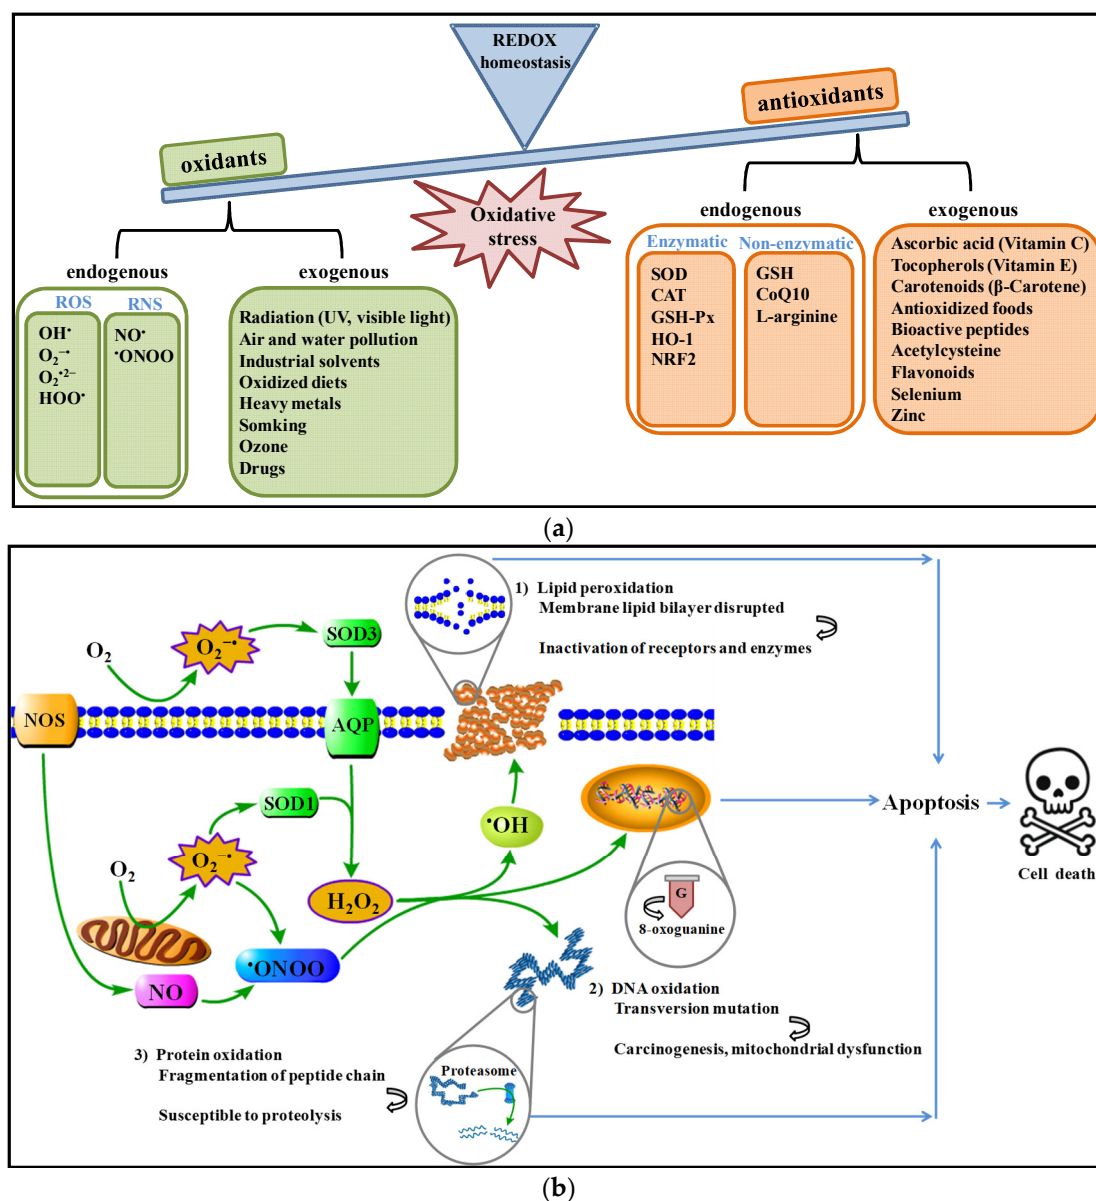 REDOX
homeostasis
antioxidants
oxidants
Oxidative
stress
endogenous
exogenous
ROS
RNS
OH•
O₂⁻•
O₂•²⁻
HOO•
NO•
•ONOO
Radiation (UV, visible light)
Air and water pollution
Industrial solvents
Oxidized diets
Heavy metals
Somking
Ozone
Drugs
endogenous
exogenous
Enzymatic
Non-enzymatic
SOD
CAT
GSH-Px
HO-1
NRF2
GSH
CoQ10
L-arginine
Ascorbic acid (Vitamin C)
Tocopherols (Vitamin E)
Carotenoids (β-Carotene)
Antioxidized foods
Bioactive peptides
Acetylcysteine
Flavonoids
Selenium
Zinc
(a)
1) Lipid peroxidation
Membrane lipid bilayer disrupted
Inactivation of receptors and enzymes
O₂
O₂⁻•
SOD3
NOS
AQP
SOD1
•OH
O₂
O₂⁻•
H₂O₂
•ONOO
NO
Apoptosis
Cell death
G
8-oxoguanine
2) DNA oxidation
Transversion mutation
Carcinogenesis, mitochondrial dysfunction
3) Protein oxidation
Fragmentation of peptide chain
Susceptible to proteolysis
Proteasome
(b)